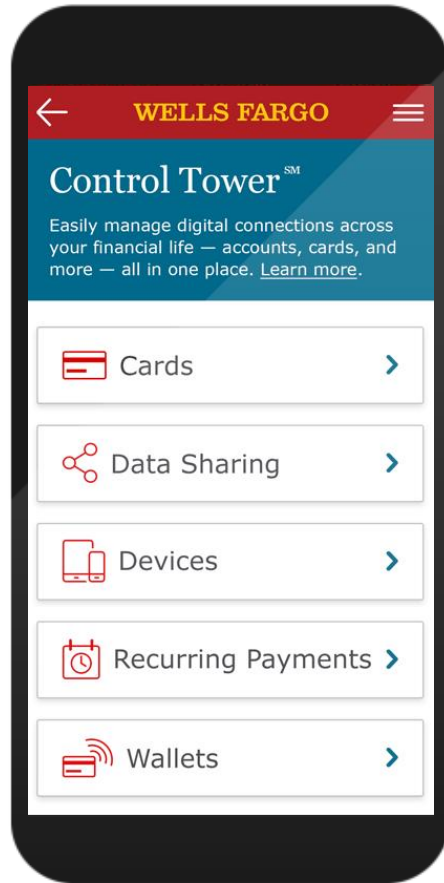 WELLS FARGO
Control Tower℠
Easily manage digital connections across
your financial life — accounts, cards, and
more — all in one place. Learn more.
Cards
Data Sharing
Devices
Recurring Payments
Wallets